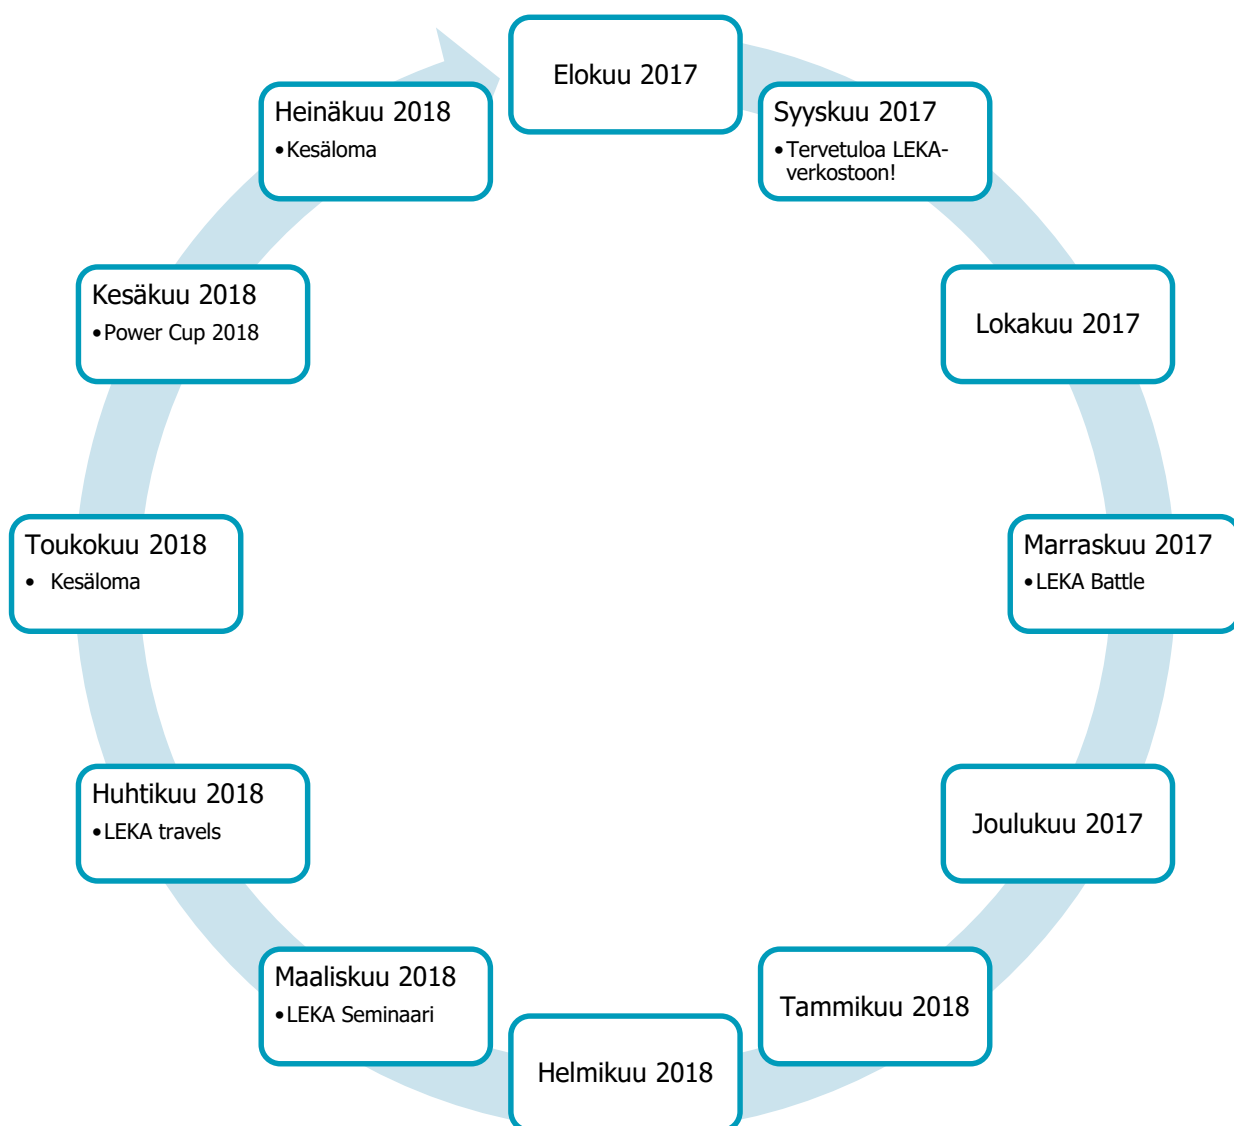 Elokuu 2017
Syyskuu 2017
•Tervetuloa LEKA-
verkostoon!
Lokakuu 2017
Marraskuu 2017
•LEKA Battle
Joulukuu 2017
Tammikuu 2018
Helmikuu 2018
Maaliskuu 2018
•LEKA Seminaari
Huhtikuu 2018
•LEKA travels
Toukokuu 2018
• Kesäloma
Kesäkuu 2018
•Power Cup 2018
Heinäkuu 2018
•Kesäloma